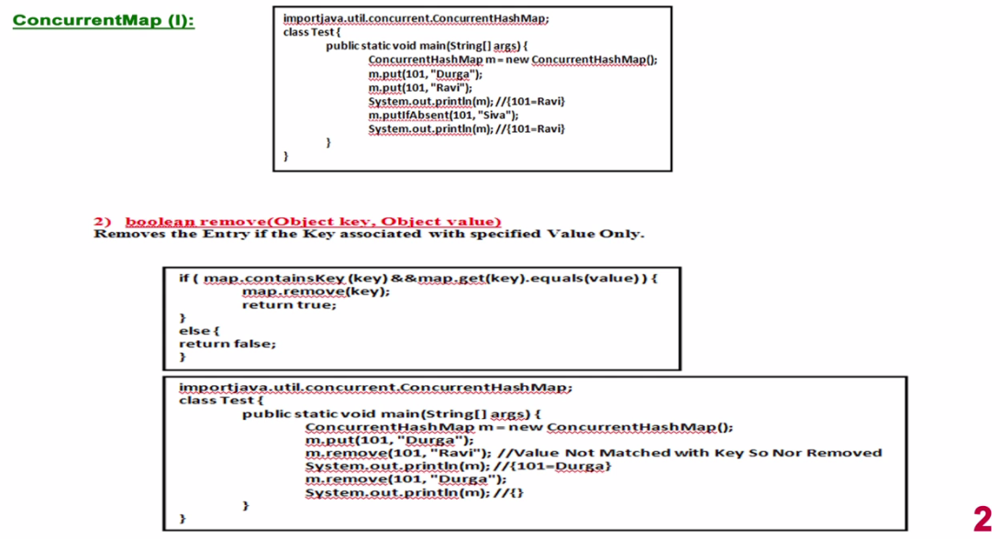 ConcurrentMap (I):
importjava.util.concurrent.ConcurrentHashMap;
class Test {
public static void main(String[] args) {
ConcurrentHashMap m = new ConcurrentHashMap();
m.put(101, "Durga");
m.put(101, "Ravi");
System.out.println(m); //{101=Ravi}
m.putIfAbsent(101, "Siva");
System.out.println(m); //{101=Ravi}
}
}
2) boolean remove(Object key, Object value)
Removes the Entry if the Key associated with specified Value Only.
if ( map.containsKey (key) &&map.get(key).equals(value) ) {
map.remove(key);
return true;
}
else {
return false;
}
importjava.util.concurrent.ConcurrentHashMap;
class Test {
public static void main(String[] args) {
ConcurrentHashMap m = new ConcurrentHashMap();
m.put(101, "Durga");
m.remove(101, "Ravi"); //Value Not Matched with Key So Nor Removed
System.out.println(m); //{101=Durga}
m.remove(101, "Durga");
System.out.println(m); //{}
}
}
2